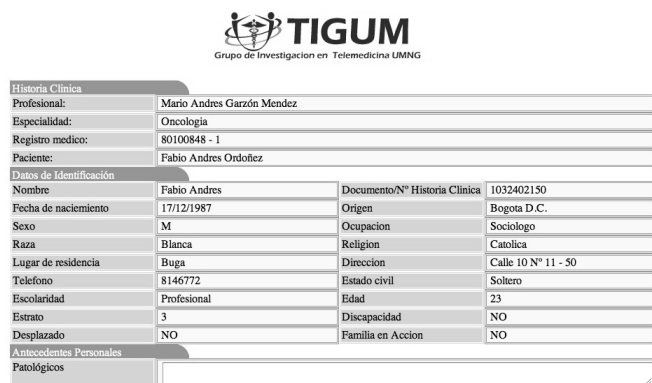 TIGUM
Grupo de Investigacion en Telemedicina UMNG
Historia Clinica
Profesional: Mario Andres Garzón Mendez
Especialidad: Oncologia
Registro medico: 80100848 - 1
Paciente: Fabio Andres Ordoñez
Datos de Identificación
Nombre Fabio Andres Documento/Nº Historia Clinica 1032402150
Fecha de naciemiento 17/12/1987 Origen Bogota D.C.
Sexo M Ocupacion Sociologo
Raza Blanca Religion Catolica
Lugar de residencia Buga Direccion Calle 10 Nº 11 - 50
Telefono 8146772 Estado civil Soltero
Escolaridad Profesional Edad 23
Estrato 3 Discapacidad NO
Desplazado NO Familia en Accion NO
Antecedentes Personales
Patológicos